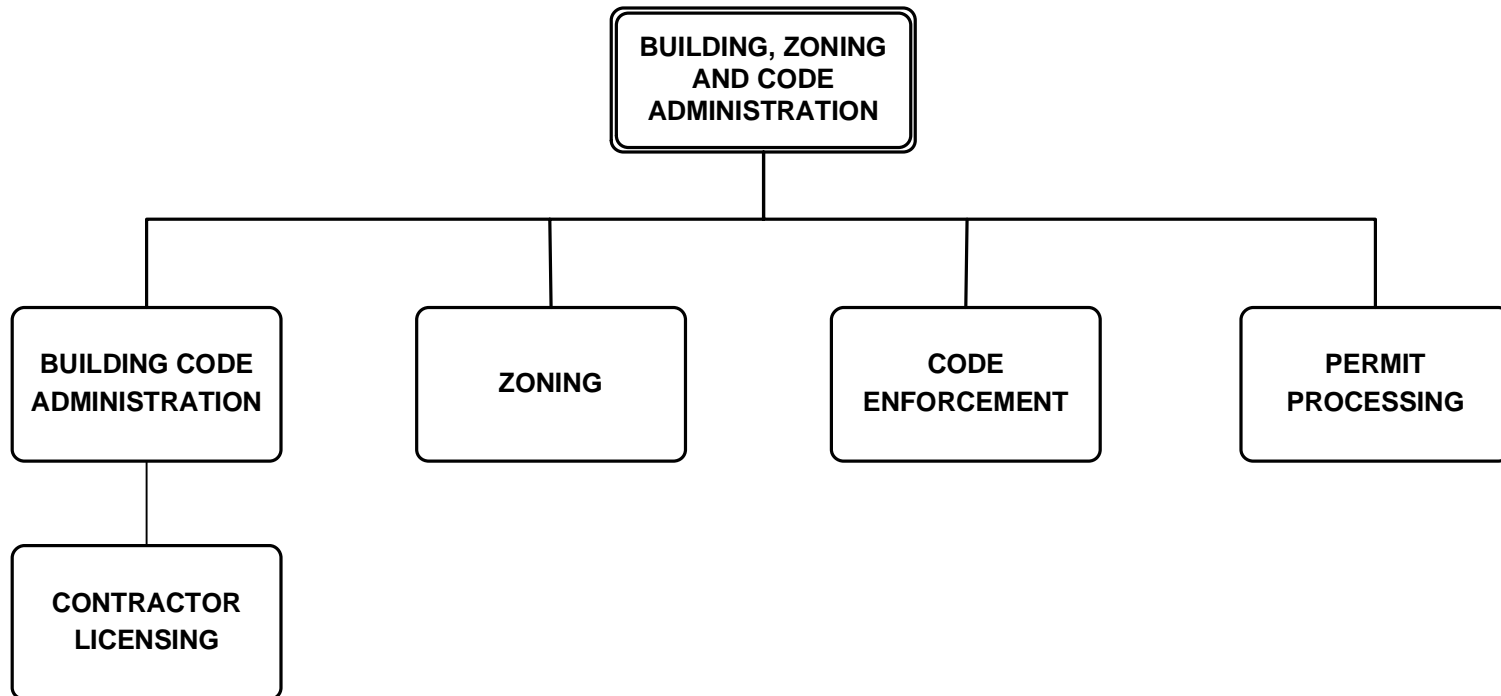 BUILDING, ZONING
AND CODE
ADMINISTRATION
BUILDING CODE
ADMINISTRATION
ZONING
CODE
ENFORCEMENT
PERMIT
PROCESSING
CONTRACTOR
LICENSING